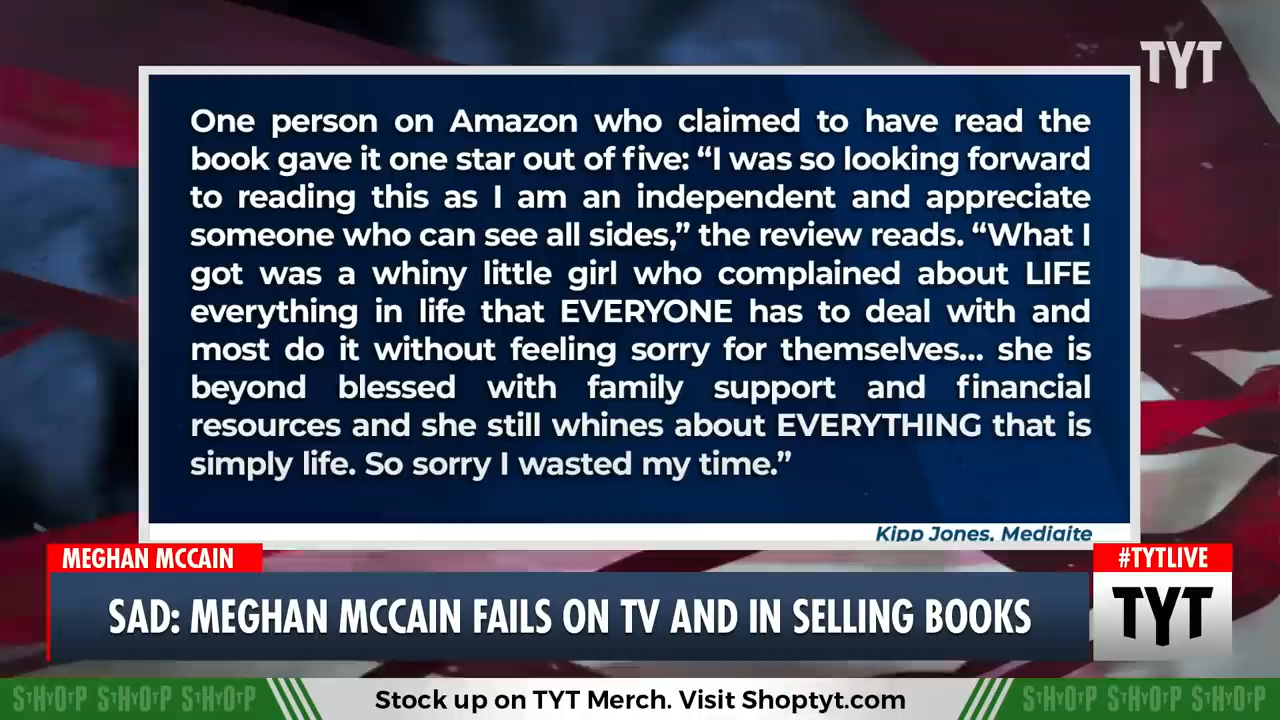 TYT
One person on Amazon who claimed to have read the
book gave it one star out of five: “I was so looking forward
to reading this as I am an independent and appreciate
someone who can see all sides,” the review reads. “What I
got was a whiny little girl who complained about LIFE
everything in life that EVERYONE has to deal with and
most do it without feeling sorry for themselves... she is
beyond blessed with family support and financial
resources and she still whines about EVERYTHING that is
simply life. So sorry I wasted my time.”
Kipp Jones, Mediaite
MEGHAN MCCAIN
#TYTLIVE
SAD: MEGHAN MCCAIN FAILS ON TV AND IN SELLING BOOKS
TYT
SHOP SHOP SHOP
Stock up on TYT Merch. Visit Shoptyt.com
SHOP SHOP SHOP